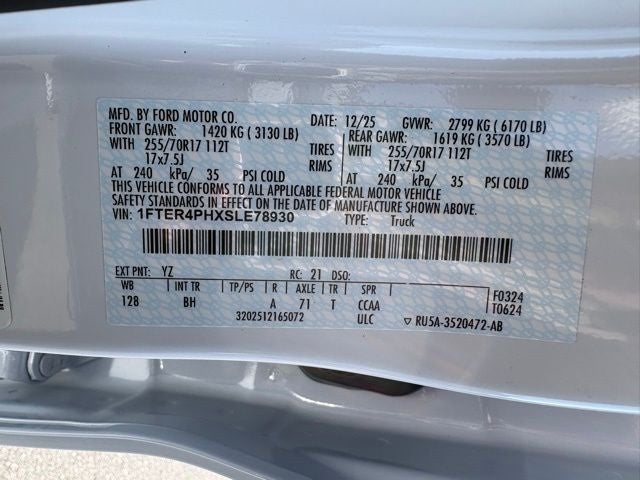 MFD. BY FORD MOTOR CO. DATE: 12/25 GVWR: 2799 KG ( 6170 LB)
FRONT GAWR: 1420 KG ( 3130 LB) REAR GAWR: 1619 KG ( 3570 LB)
WITH 255/70R17 112T TIRES WITH 255/70R17 112T TIRES
17x7.5J RIMS 17x7.5J RIMS
AT 240 kPa/ 35 PSI COLD AT 240 kPa/ 35 PSI COLD
THIS VEHICLE CONFORMS TO ALL APPLICABLE FEDERAL MOTOR VEHICLE
SAFETY STANDARDS IN EFFECT ON THE DATE OF MANUFACTURE SHOWN ABOVE.
VIN: 1FTER4PHXSLE78930 TYPE: Truck
EXT PNT: YZ RC: 21 DSO:
WB TP/PS R AXLE TR SPR F0324
128 BH A 71 T CCAA T0624
3202512165072 ULC ▽ RU5A-3520472-AB